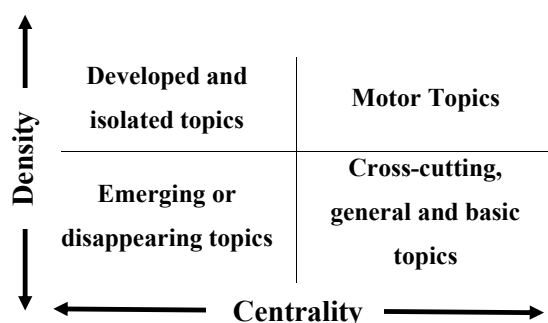 Density
Developed and
isolated topics
Motor Topics
Emerging or
disappearing topics
Cross-cutting,
general and basic
topics
Centrality